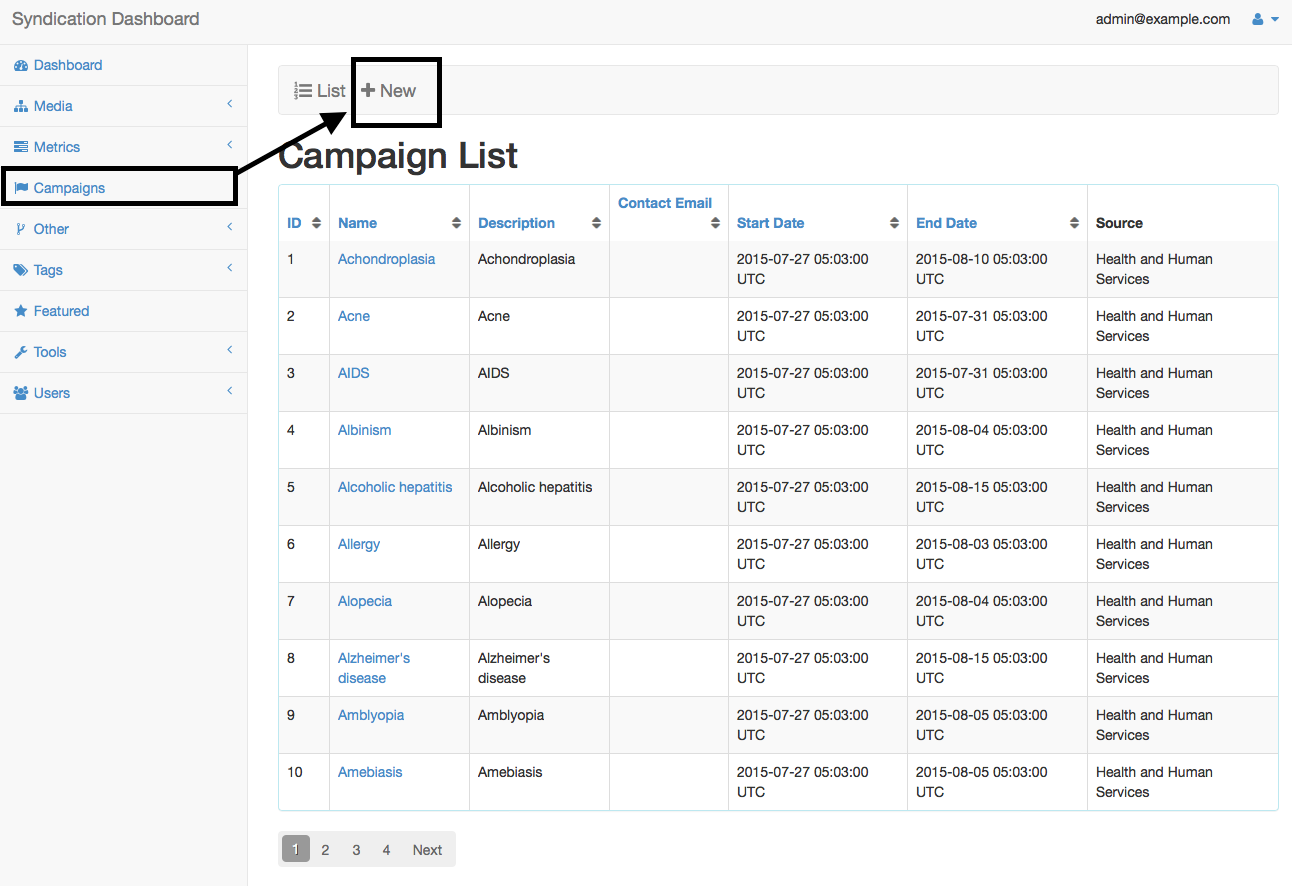 Syndication Dashboard
admin@example.com
Dashboard
Media
Metrics
Campaigns
Other
Tags
Featured
Tools
Users
List New
Campaign List
ID Name Description Contact Email Start Date End Date Source
1 Achondroplasia Achondroplasia 2015-07-27 05:03:00 2015-08-10 05:03:00 Health and Human
UTC UTC Services
2 Acne Acne 2015-07-27 05:03:00 2015-07-31 05:03:00 Health and Human
UTC UTC Services
3 AIDS AIDS 2015-07-27 05:03:00 2015-07-31 05:03:00 Health and Human
UTC UTC Services
4 Albinism Albinism 2015-07-27 05:03:00 2015-08-04 05:03:00 Health and Human
UTC UTC Services
5 Alcoholic hepatitis Alcoholic hepatitis 2015-07-27 05:03:00 2015-08-15 05:03:00 Health and Human
UTC UTC Services
6 Allergy Allergy 2015-07-27 05:03:00 2015-08-03 05:03:00 Health and Human
UTC UTC Services
7 Alopecia Alopecia 2015-07-27 05:03:00 2015-08-04 05:03:00 Health and Human
UTC UTC Services
8 Alzheimer's Alzheimer's 2015-07-27 05:03:00 2015-08-15 05:03:00 Health and Human
disease disease UTC UTC Services
9 Amblyopia Amblyopia 2015-07-27 05:03:00 2015-08-05 05:03:00 Health and Human
UTC UTC Services
10 Amebiasis Amebiasis 2015-07-27 05:03:00 2015-08-05 05:03:00 Health and Human
UTC UTC Services
1 2 3 4 Next